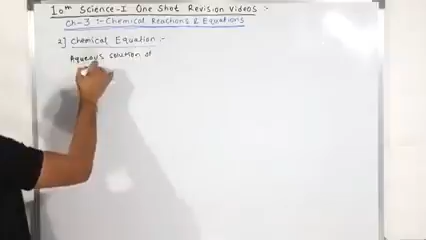 10th Science-I One Shot Revision Videos :-
Ch-3 :- Chemical Reactions & Equations
2] Chemical Equation :-
Aqueous solution of